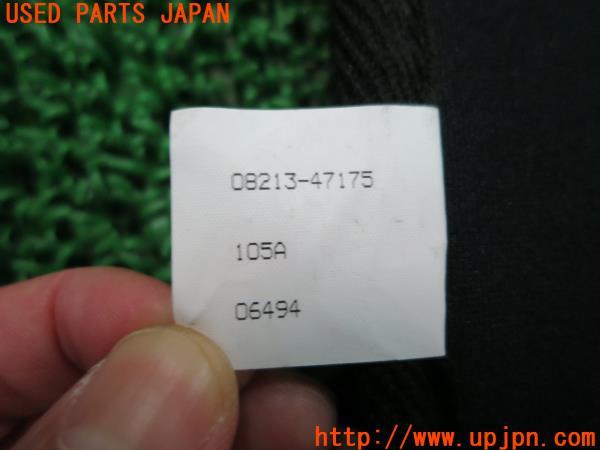 USED PARTS JAPAN
08213-47175
105A
06494
http://www.upjpn.com